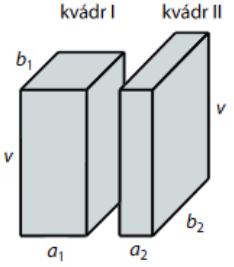 kvádr I
kvádr II
b₁
v
v
b₂
a₁
a₂